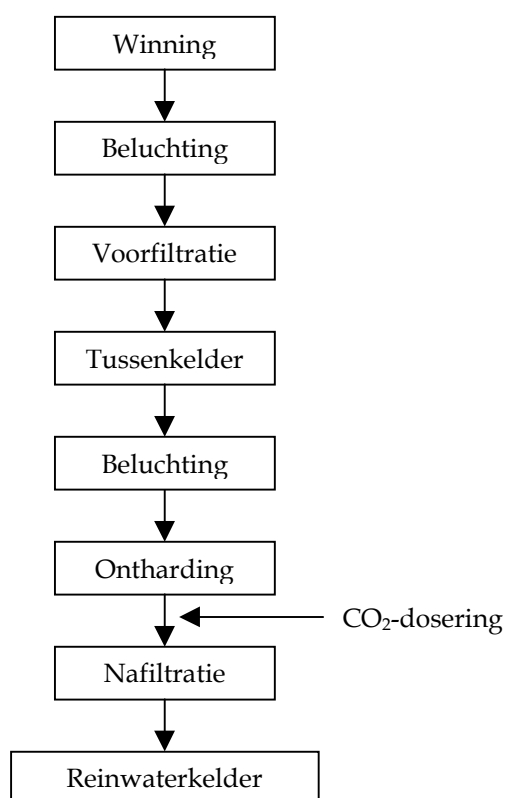 Winning
Beluchting
Voorfiltratie
Tussenkelder
Beluchting
Ontharding
CO₂-dosering
Nafiltratie
Reinwaterkelder